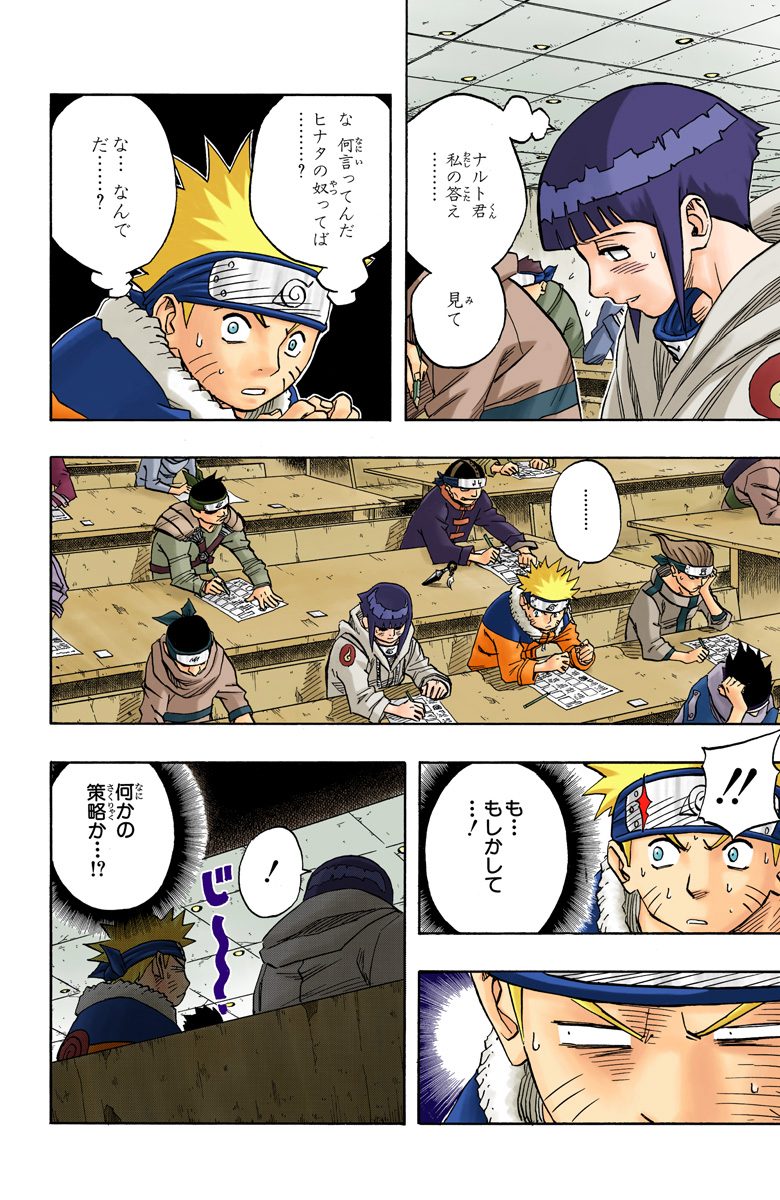 ナルト君
私の答え
………
見て
な 何言ってんだ
ヒナタの奴ってば
…………?
な… なんで
だ………?
………
!!
も…
もしかして
…!
!
じ～～～
何かの
策略か…!?